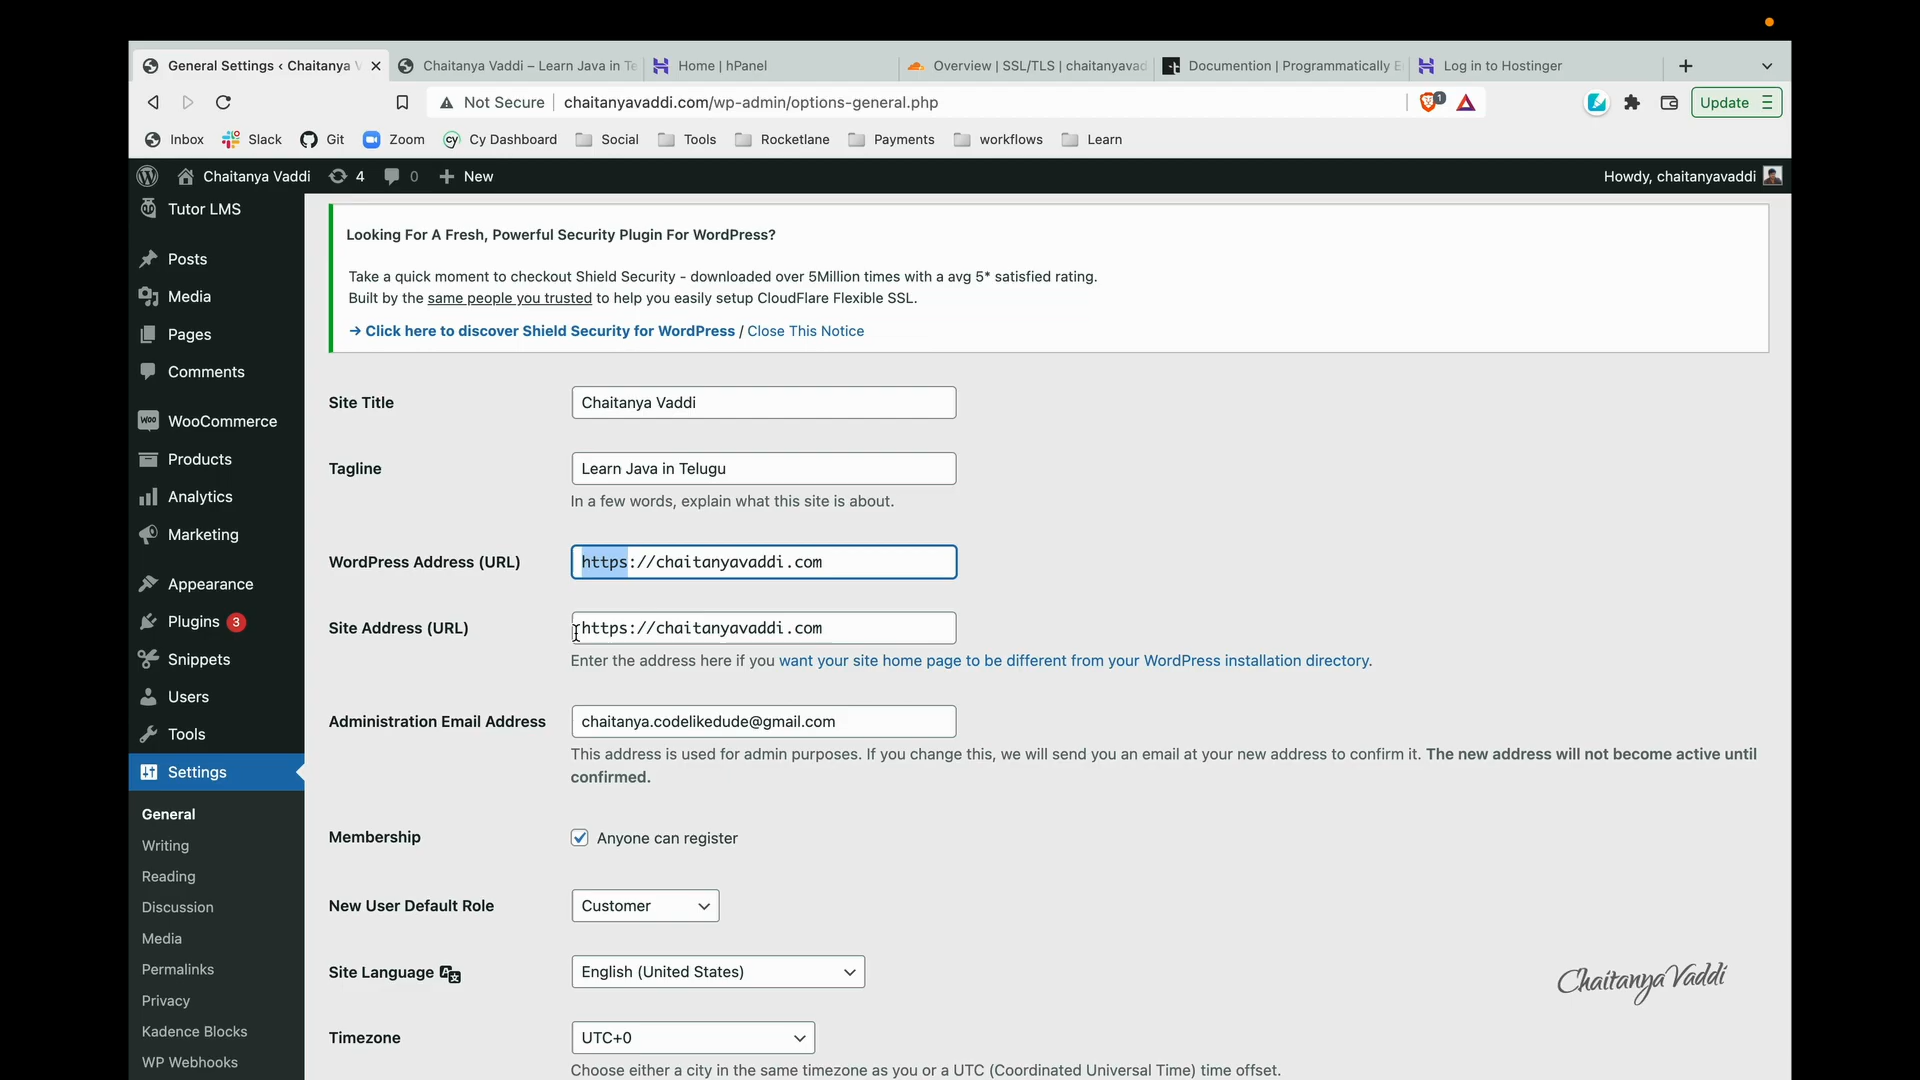 General Settings ‹ Chaitanya V
Chaitanya Vaddi – Learn Java in Te
Home | hPanel
Overview | SSL/TLS | chaitanyavad
Documention | Programmatically E
Log in to Hostinger
Not Secure
chaitanyavaddi.com/wp-admin/options-general.php
1
Update
Inbox
Slack
Git
Zoom
cy
Cy Dashboard
Social
Tools
Rocketlane
Payments
workflows
Learn
Chaitanya Vaddi
4
0
New
Howdy, chaitanyavaddi
Tutor LMS
Posts
Media
Pages
Comments
WOO
WooCommerce
Products
Analytics
Marketing
Appearance
Plugins 3
Snippets
Users
Tools
Settings
General
Writing
Reading
Discussion
Media
Permalinks
Privacy
Kadence Blocks
WP Webhooks
Looking For A Fresh, Powerful Security Plugin For WordPress?
Take a quick moment to checkout Shield Security - downloaded over 5Million times with a avg 5* satisfied rating.
Built by the same people you trusted to help you easily setup CloudFlare Flexible SSL.
→ Click here to discover Shield Security for WordPress / Close This Notice
Site Title
Chaitanya Vaddi
Tagline
Learn Java in Telugu
In a few words, explain what this site is about.
WordPress Address (URL)
https://chaitanyavaddi.com
Site Address (URL)
https://chaitanyavaddi.com
Enter the address here if you want your site home page to be different from your WordPress installation directory.
Administration Email Address
chaitanya.codelikedude@gmail.com
This address is used for admin purposes. If you change this, we will send you an email at your new address to confirm it. The new address will not become active until
confirmed.
Membership
Anyone can register
New User Default Role
Customer
Site Language
English (United States)
Chaitanya Vaddi
Timezone
UTC+0
Choose either a city in the same timezone as you or a UTC (Coordinated Universal Time) time offset.